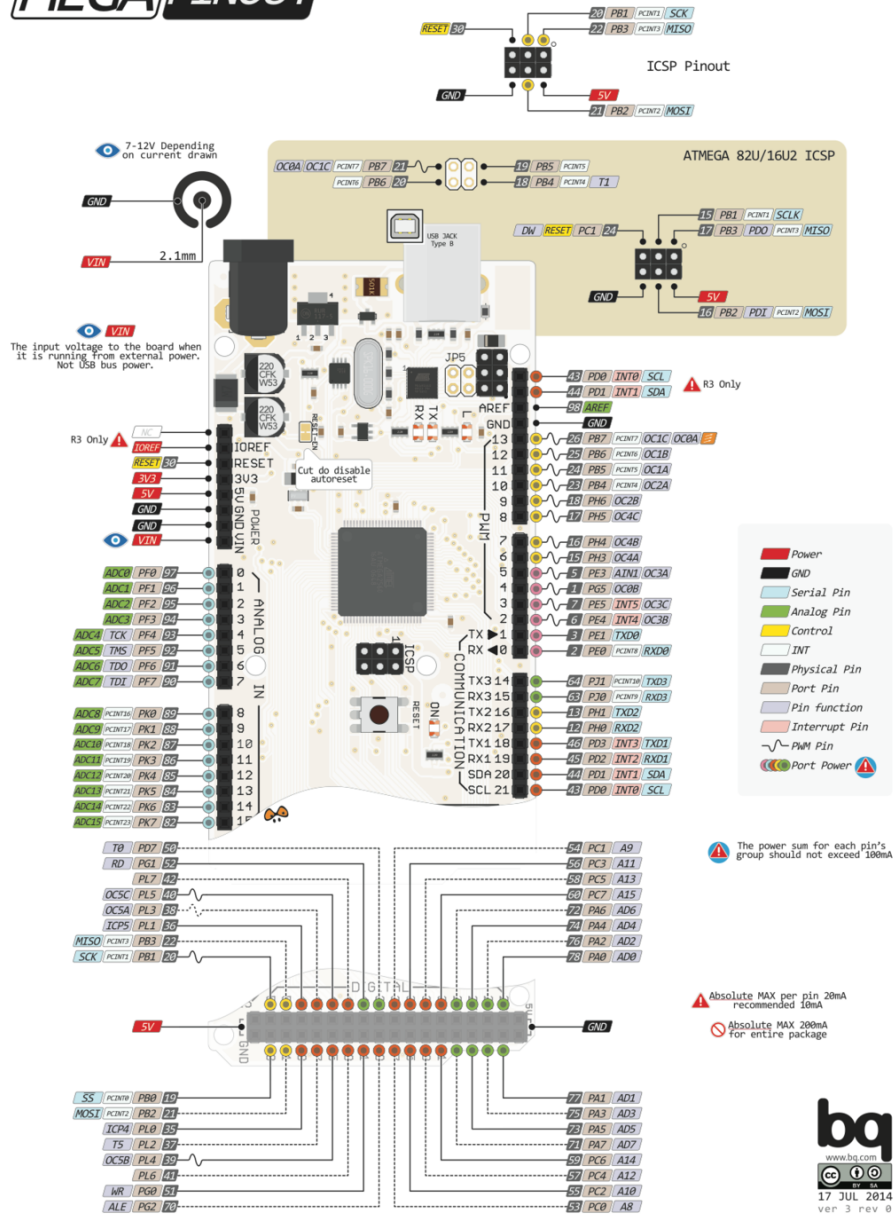 MEGA PINOUT
20 PB1 PCINT1 SCK
RESET 30
22 PB3 PCINT3 MISO
ICSP Pinout
GND
5V
21 PB2 PCINT2 MOSI
7-12V Depending
on current drawn
GND
VIN
2.1mm
ATMEGA 82U/16U2 ICSP
OC0A OC1C PCINT7 PB7 21
19 PB5 PCINT5
PCINT6 PB6 20
18 PB4 PCINT4 T1
15 PB1 PCINT1 SCLK
DW RESET PC1 24
17 PB3 PDO PCINT3 MISO
GND
5V
16 PB2 PDI PCINT2 MOSI
USB JACK
Type B
VIN
The input voltage to the board when
it is running from external power.
Not USB bus power.
4
1 2 3
501K
220
CFK
W53
220
CFK
W53
RESET-EN
JP5
1
RX
TX
L
Cut do disable
autoreset
R3 Only
NC
IOREF
RESET 30
3V3
5V
GND
GND
VIN
IOREF
RESET
3V3
5V
GND
GND
VIN
POWER
ADC0 PF0 97 0
ADC1 PF1 96 1
ADC2 PF2 95 2
ADC3 PF3 94 3
ADC4 TCK PF4 93 4
ADC5 TMS PF5 92 5
ADC6 TDO PF6 91 6
ADC7 TDI PF7 90 7
ANALOG IN
ADC8 PCINT16 PK0 89 8
ADC9 PCINT17 PK1 88 9
ADC10 PCINT18 PK2 87 10
ADC11 PCINT19 PK3 86 11
ADC12 PCINT20 PK4 85 12
ADC13 PCINT21 PK5 84 13
ADC14 PCINT22 PK6 83 14
ADC15 PCINT23 PK7 82 15
1
ICSP
RESET
ON
43 PD0 INT0 SCL
44 PD1 INT1 SDA
R3 Only
AREF 98 AREF
GND GND
13 26 PB7 PCINT7 OC1C OC0A
12 25 PB6 PCINT6 OC1B
11 24 PB5 PCINT5 OC1A
10 23 PB4 PCINT4 OC2A
9 18 PH6 OC2B
8 17 PH5 OC4C
PWM
7 16 PH4 OC4B
6 15 PH3 OC4A
5 5 PE3 AIN1 OC3A
4 1 PG5 OC0B
3 7 PE5 INT5 OC3C
2 6 PE4 INT4 OC3B
TX 1 3 PE1 TXD0
RX 0 2 PE0 PCINT8 RXD0
COMMUNICATION
TX3 14 64 PJ1 PCINT10 TXD3
RX3 15 63 PJ0 PCINT9 RXD3
TX2 16 13 PH1 TXD2
RX2 17 12 PH0 RXD2
TX1 18 46 PD3 INT3 TXD1
RX1 19 45 PD2 INT2 RXD1
SDA 20 44 PD1 INT1 SDA
SCL 21 43 PD0 INT0 SCL
Power
GND
Serial Pin
Analog Pin
Control
INT
Physical Pin
Port Pin
Pin function
Interrupt Pin
PWM Pin
Port Power
T0 PD7 50
RD PG1 52
PL7 42
OC5C PL5 40
OC5A PL3 38
ICP5 PL1 36
MISO PCINT3 PB3 22
SCK PCINT1 PB1 20
54 PC1 A9
56 PC3 A11
58 PC5 A13
60 PC7 A15
72 PA6 AD6
74 PA4 AD4
76 PA2 AD2
78 PA0 AD0
The power sum for each pin's
group should not exceed 100mA
DIGITAL
5V
GND
GND
Absolute MAX per pin 20mA
recommended 10mA
Absolute MAX 200mA
for entire package
SS PCINT0 PB0 19
MOSI PCINT2 PB2 21
ICP4 PL0 35
T5 PL2 37
OC5B PL4 39
PL6 41
WR PG0 51
ALE PG2 70
77 PA1 AD1
75 PA3 AD3
73 PA5 AD5
71 PA7 AD7
59 PC6 A14
57 PC4 A12
55 PC2 A10
53 PC0 A8
bq
www.bq.com
cc BY SA
17 JUL 2014
ver 3 rev 0